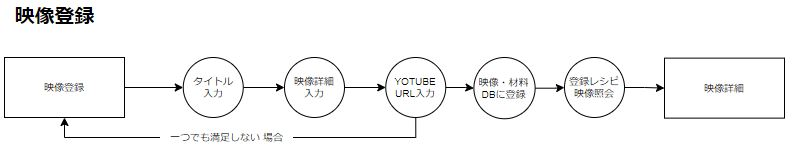 映像登録
映像登録
タイトル
入力
映像詳細
入力
YOTUBE
URL入力
映像・材料
DBに登録
登録レシピ
映像照会
映像詳細
一つでも満足しない 場合